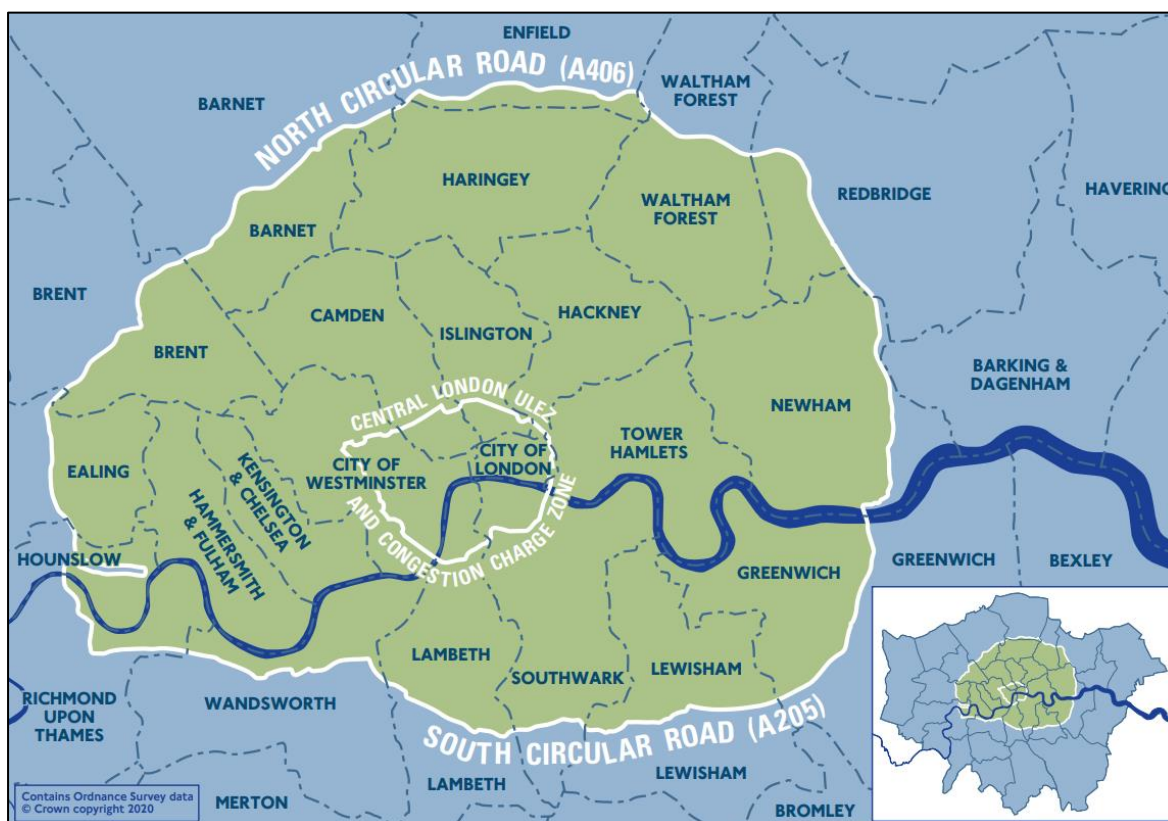 ENFIELD
NORTH CIRCULAR ROAD (A406)
BARNET
WALTHAM
FOREST
HARINGEY
WALTHAM
FOREST
REDBRIDGE
HAVERING
BARNET
BRENT
CAMDEN
ISLINGTON
HACKNEY
BRENT
BARKING &
DAGENHAM
CENTRAL LONDON ULEZ
AND CONGESTION CHARGE ZONE
NEWHAM
EALING
KENSINGTON
& CHELSEA
HAMMERSMITH
& FULHAM
CITY OF
WESTMINSTER
CITY OF
LONDON
TOWER
HAMLETS
HOUNSLOW
GREENWICH
GREENWICH
BEXLEY
LAMBETH
SOUTHWARK
LEWISHAM
RICHMOND
UPON
THAMES
WANDSWORTH
SOUTH CIRCULAR ROAD (A205)
LAMBETH
LEWISHAM
MERTON
BROMLEY
Contains Ordnance Survey data
© Crown copyright 2020